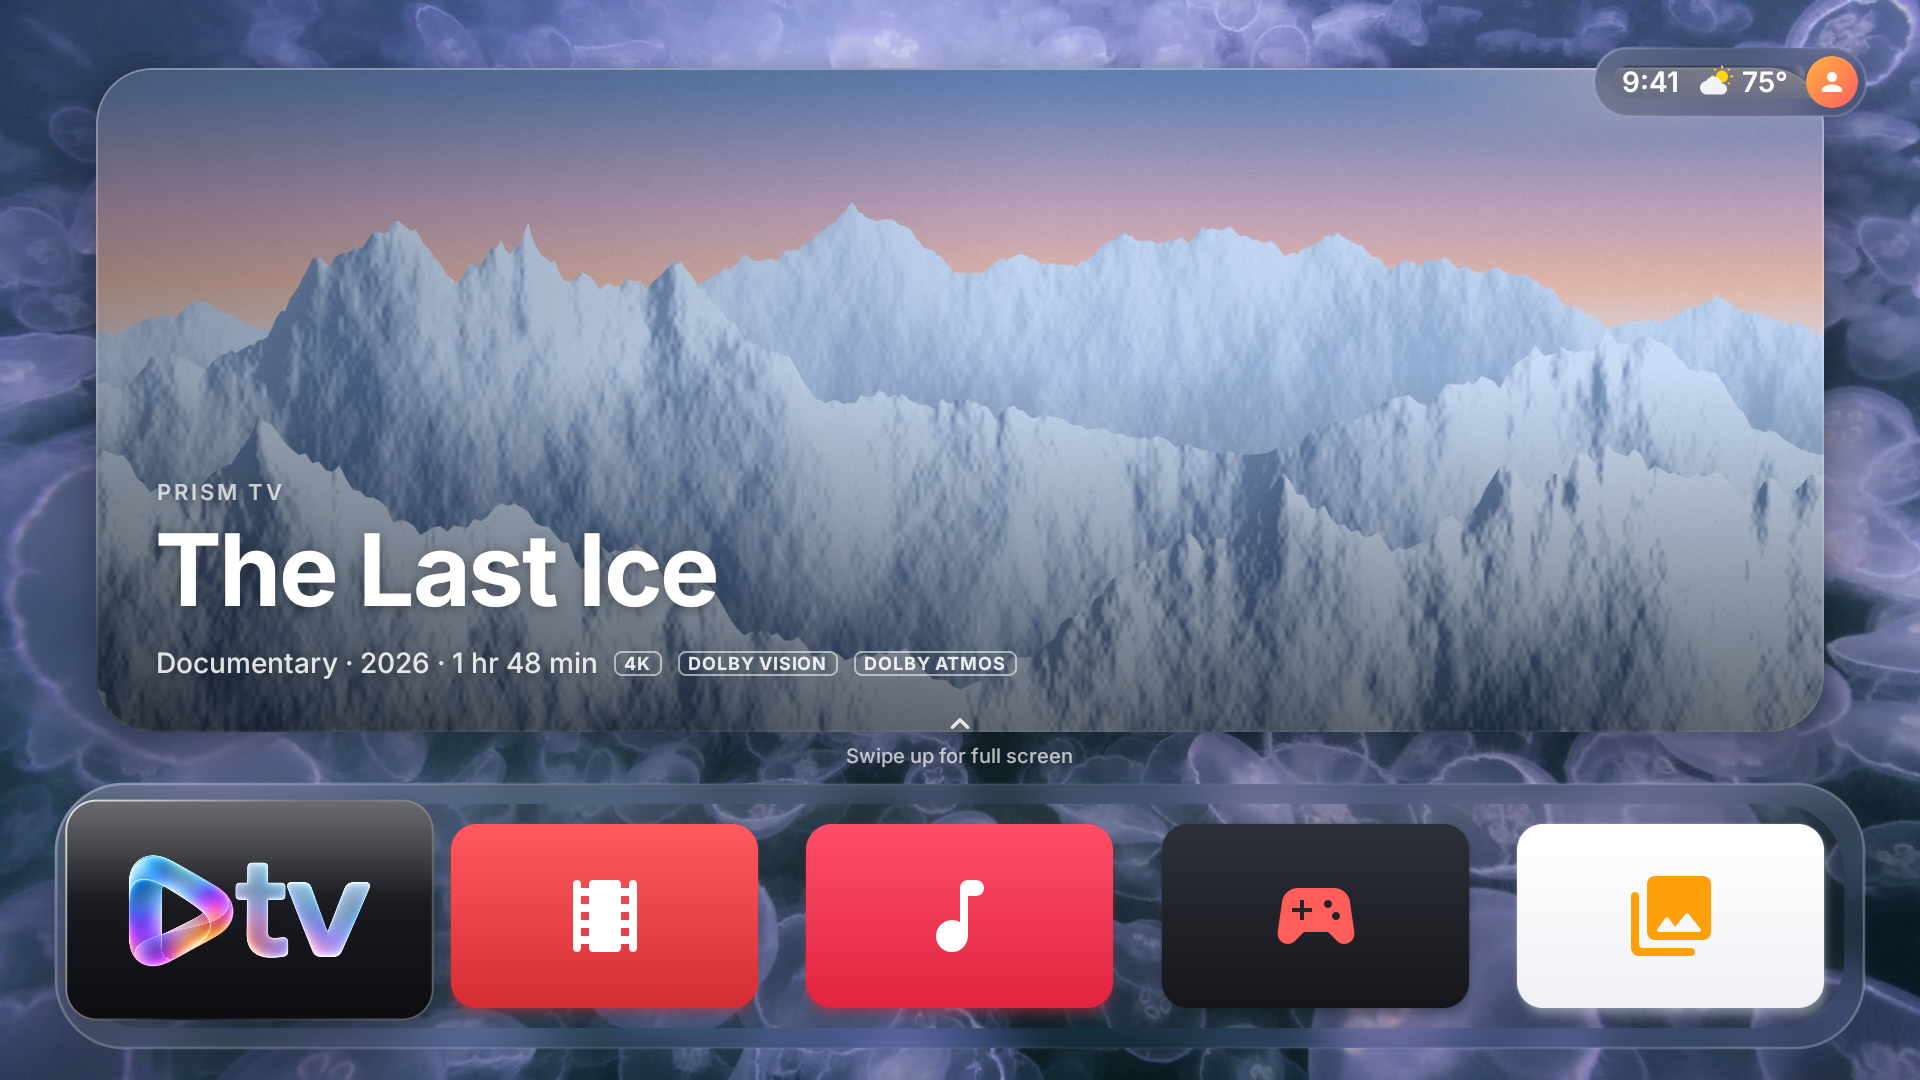 9:41 75°
PRISM TV
The Last Ice
Documentary · 2026 · 1 hr 48 min 4K DOLBY VISION DOLBY ATMOS
Swipe up for full screen
tv